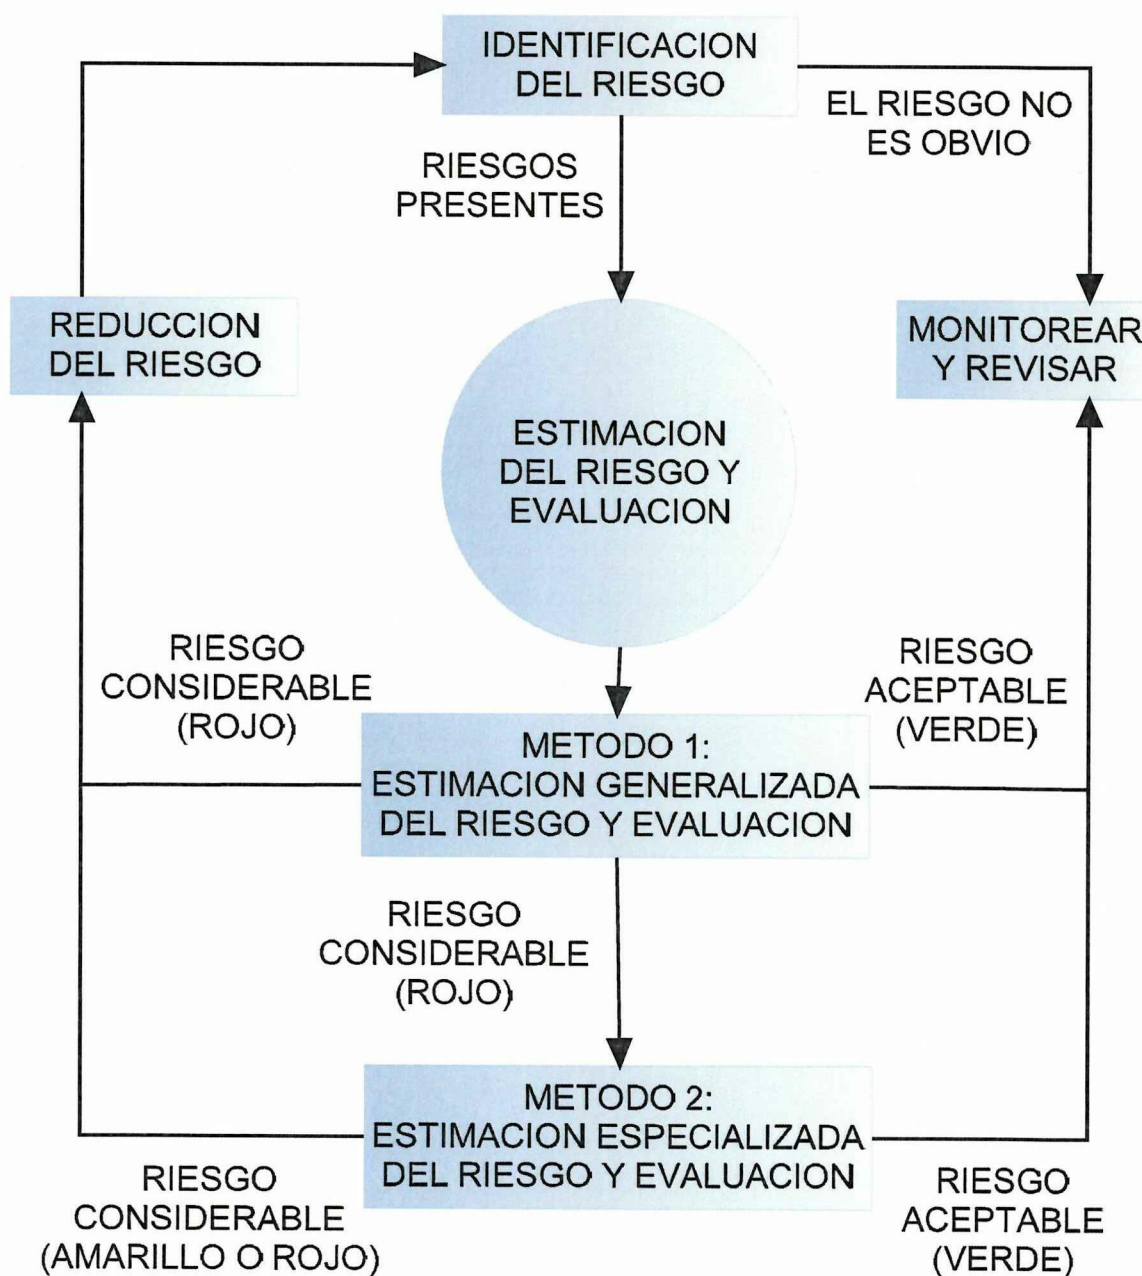 IDENTIFICACION
DEL RIESGO
EL RIESGO NO
ES OBVIO
RIESGOS
PRESENTES
REDUCCION
DEL RIESGO
MONITOREAR
Y REVISAR
ESTIMACION
DEL RIESGO Y
EVALUACION
RIESGO
CONSIDERABLE
(ROJO)
RIESGO
ACEPTABLE
(VERDE)
METODO 1:
ESTIMACION GENERALIZADA
DEL RIESGO Y EVALUACION
RIESGO
CONSIDERABLE
(ROJO)
METODO 2:
ESTIMACION ESPECIALIZADA
DEL RIESGO Y EVALUACION
RIESGO
CONSIDERABLE
(AMARILLO O ROJO)
RIESGO
ACEPTABLE
(VERDE)